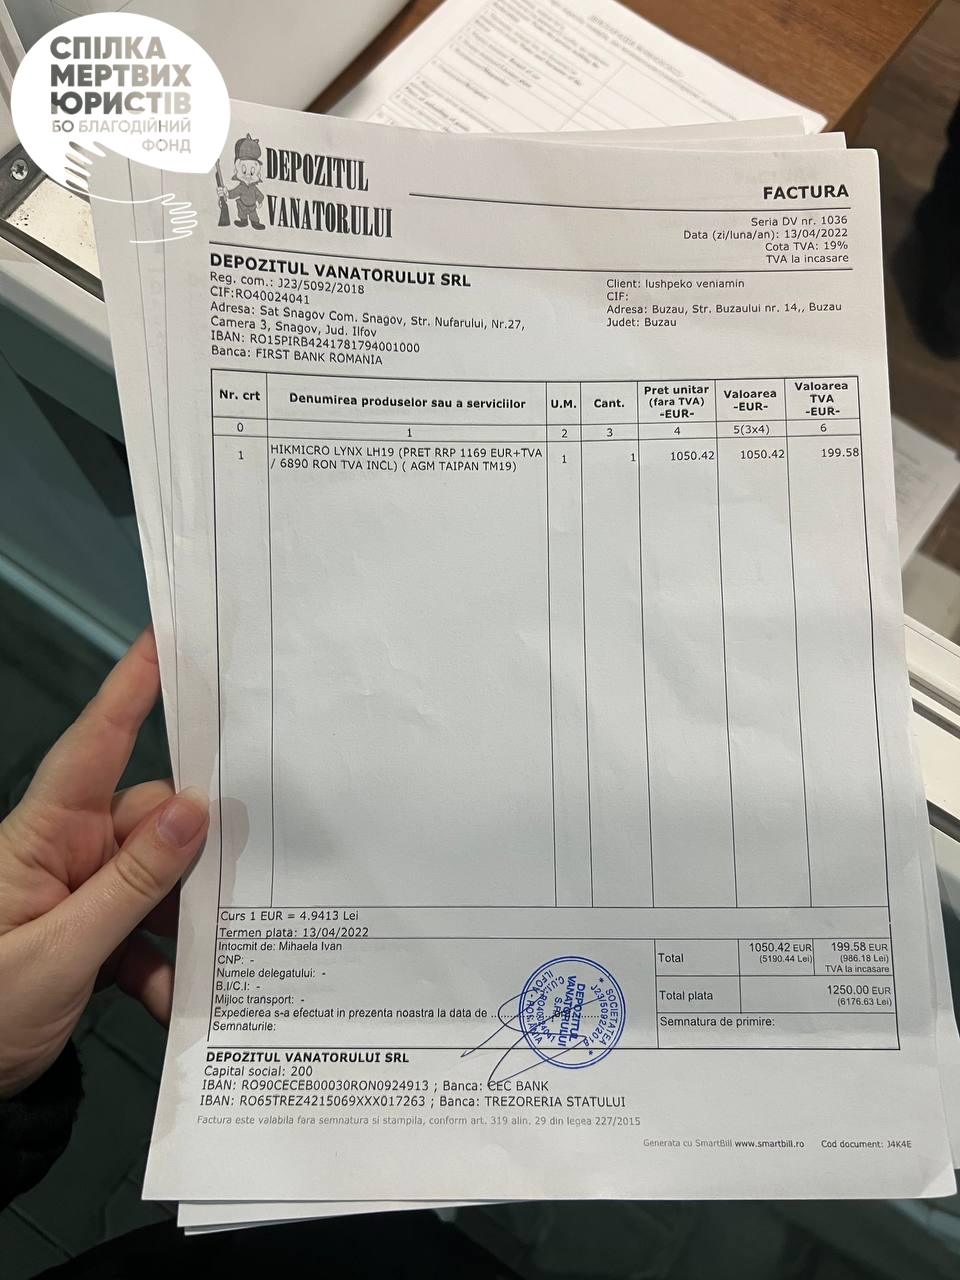 СПІЛКА
МЕРТВИХ
ЮРИСТІВ
БО БЛАГОДІЙНИЙ
ФОНД
DEPOZITUL
VANATORULUI
FACTURA
Seria DV nr. 1036
Data (zi/luna/an): 13/04/2022
Cota TVA: 19%
TVA la incasare
DEPOZITUL VANATORULUI SRL
Reg. com.: J23/5092/2018
CIF:RO40024041
Adresa: Sat Snagov Com. Snagov, Str. Nufarului, Nr.27,
Camera 3, Snagov, Jud. Ilfov
IBAN: RO15PIRB4241781794001000
Banca: FIRST BANK ROMANIA
Client: Iushpeko veniamin
CIF:
Adresa: Buzau, Str. Buzaului nr. 14,, Buzau
Judet: Buzau
Nr. crt Denumirea produselor sau a serviciilor U.M. Cant. Pret unitar (fara TVA) -EUR- Valoarea -EUR- Valoarea TVA -EUR-
0 1 2 3 4 5(3x4) 6
1 HIKMICRO LYNX LH19 (PRET RRP 1169 EUR+TVA 1 1 1050.42 1050.42 199.58
/ 6890 RON TVA INCL) ( AGM TAIPAN TM19)
Curs 1 EUR = 4.9413 Lei
Termen plata: 13/04/2022
Intocmit de: Mihaela Ivan
CNP: -
Numele delegatului: -
B.I/C.I: -
Mijloc transport: -
Expedierea s-a efectuat in prezenta noastra la data de ..............................
Semnaturile:
Total 1050.42 EUR 199.58 EUR
(5190.44 Lei) (986.18 Lei)
TVA la incasare
Total plata 1250.00 EUR
(6176.63 Lei)
Semnatura de primire:
SOCIETATEA
J23/5092/2018
DEPOZITUL
VANATORULUI
S.R.L.
C.U.I.-RO40024041
ILFOV - ROMANIA
DEPOZITUL VANATORULUI SRL
Capital social: 200
IBAN: RO90CECEB00030RON0924913 ; Banca: CEC BANK
IBAN: RO65TREZ4215069XXX017263 ; Banca: TREZORERIA STATULUI
Factura este valabila fara semnatura si stampila, conform art. 319 alin. 29 din legea 227/2015
Generata cu SmartBill www.smartbill.ro Cod document: J4K4E